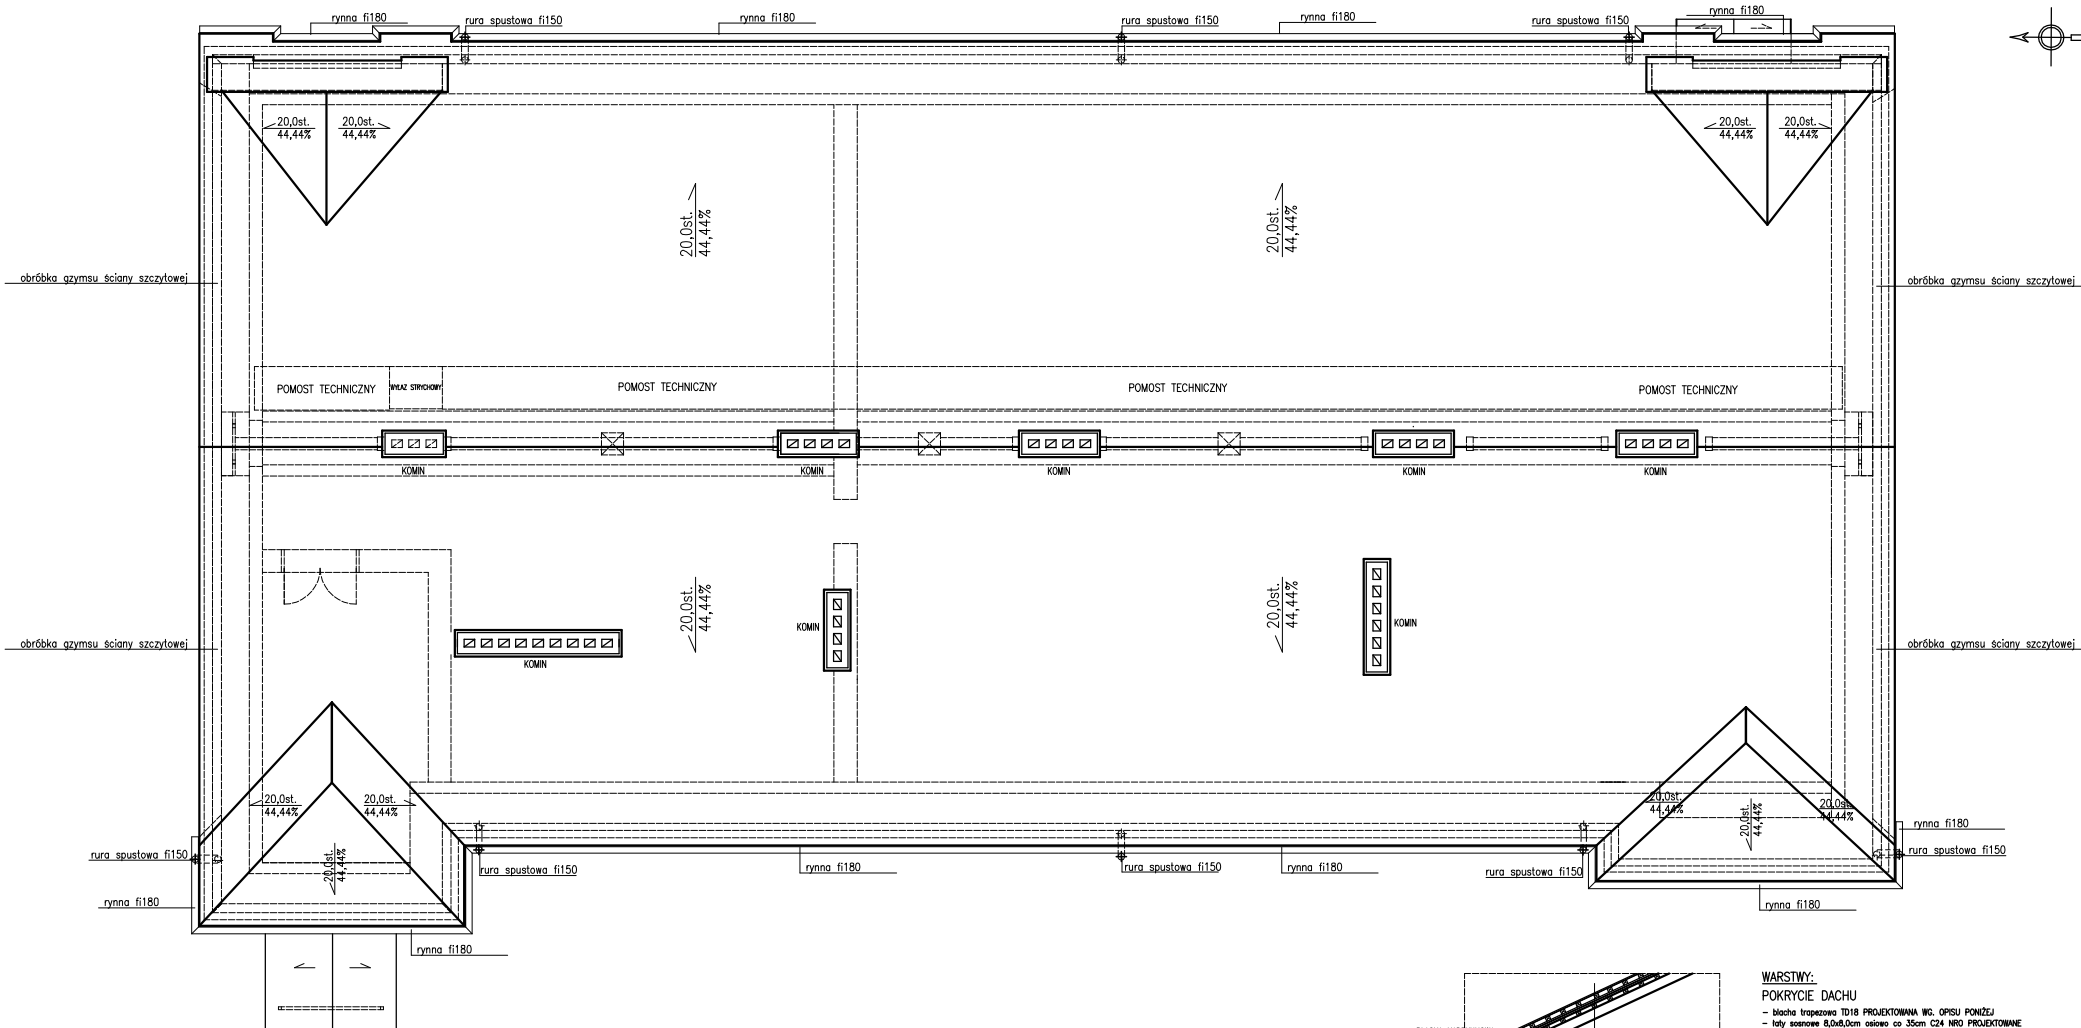 rynna fi180
rura spustowa fi150
rynna fi180
rura spustowa fi150
rynna fi180
rura spustowa fi150
rynna fi180
20,0st.
44,44%
20,0st.
44,44%
20,0st.
44,44%
20,0st.
44,44%
20,0st.
44,44%
20,0st.
44,44%
obróbka gzymsu ściany szczytowej
obróbka gzymsu ściany szczytowej
POMOST TECHNICZNY
WYŁAZ STRYCHOWY
POMOST TECHNICZNY
POMOST TECHNICZNY
POMOST TECHNICZNY
KOMIN
KOMIN
KOMIN
KOMIN
KOMIN
20,0st.
44,44%
20,0st.
44,44%
KOMIN
KOMIN
KOMIN
obróbka gzymsu ściany szczytowej
obróbka gzymsu ściany szczytowej
20,0st.
44,44%
20,0st.
44,44%
20,0st.
44,44%
20,0st.
44,44%
20,0st.
44,44%
20,0st.
44,44%
rynna fi180
rura spustowa fi150
rura spustowa fi150
rura spustowa fi150
rynna fi180
rura spustowa fi150
rynna fi180
rura spustowa fi150
rynna fi180
rynna fi180
rynna fi180
WARSTWY:
POKRYCIE DACHU
- blacha trapezowa TD18 PROJEKTOWANA WG. OPISU PONIŻEJ
- łaty sosnowe 8,0x8,0cm osiowo co 35cm C24 NRO PROJEKTOWANE